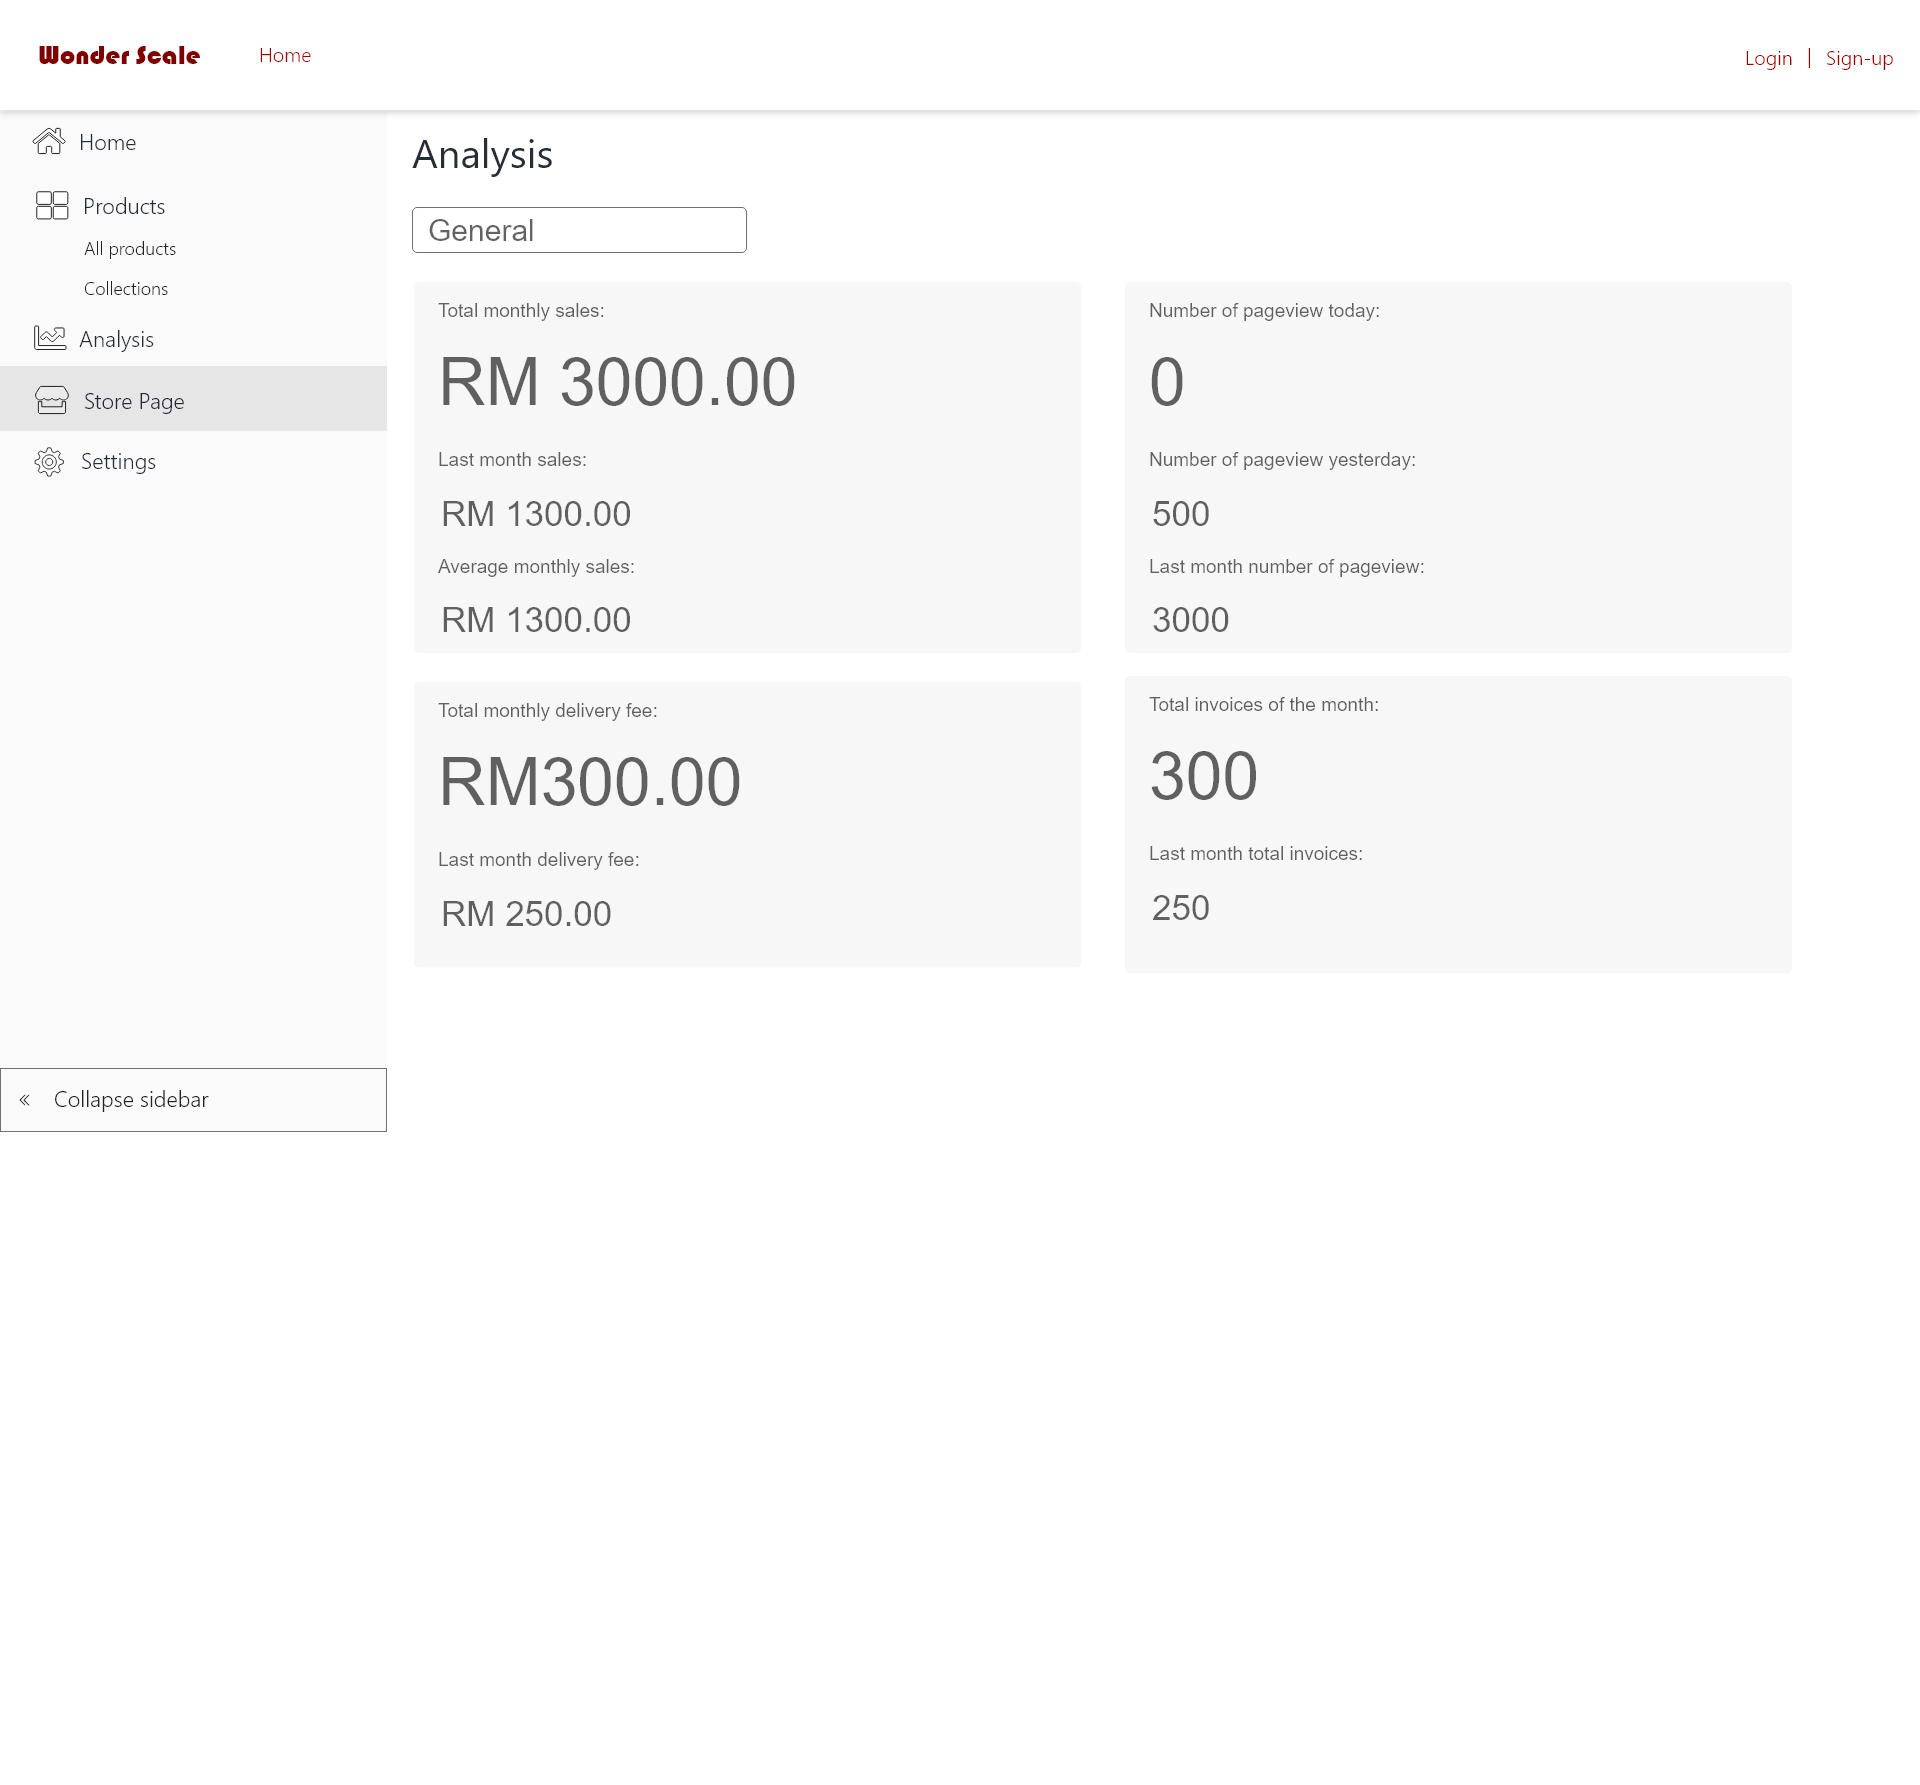 Wonder Scale
Home
Login | Sign-up
Home
Products
All products
Collections
Analysis
Store Page
Settings
« Collapse sidebar
Analysis
General
Total monthly sales:
RM 3000.00
Last month sales:
RM 1300.00
Average monthly sales:
RM 1300.00
Number of pageview today:
0
Number of pageview yesterday:
500
Last month number of pageview:
3000
Total monthly delivery fee:
RM300.00
Last month delivery fee:
RM 250.00
Total invoices of the month:
300
Last month total invoices:
250